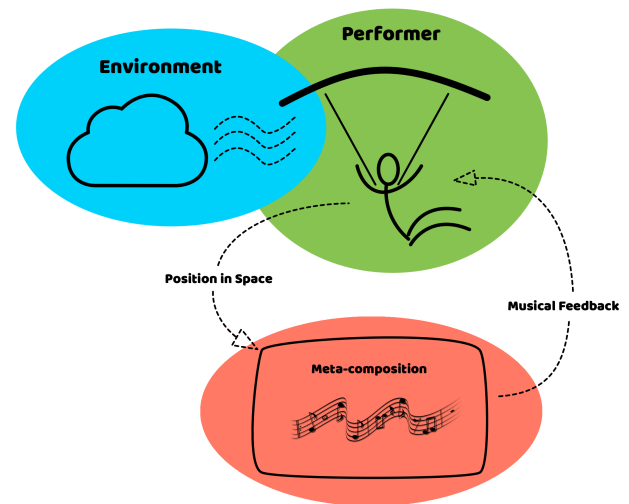 Performer
Environment
Position in Space
Musical Feedback
Meta-composition